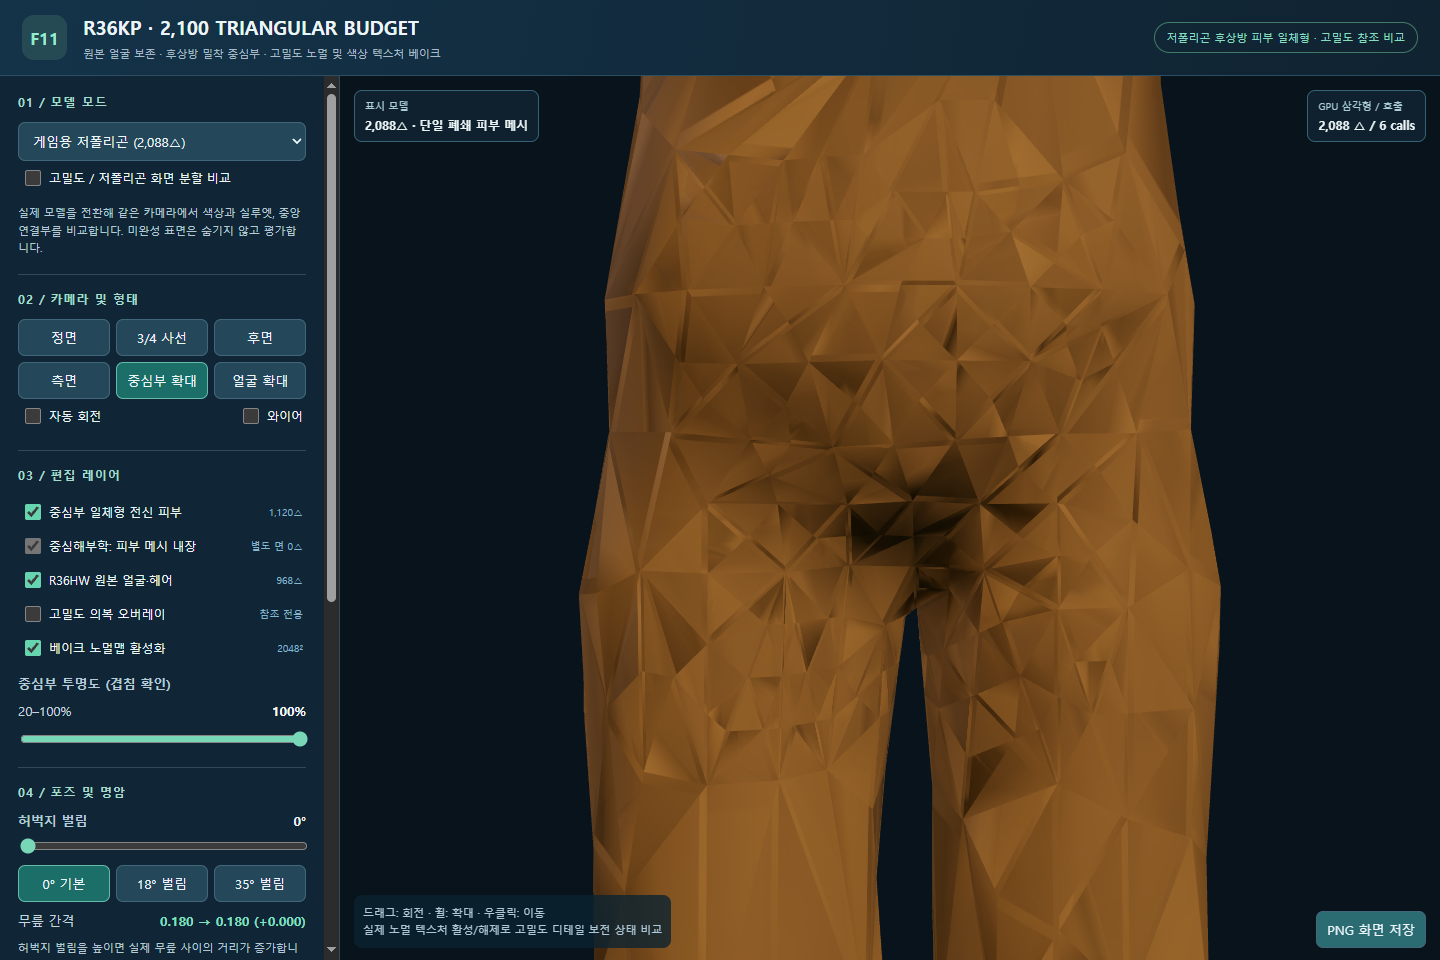 F11
R36KP · 2,100 TRIANGULAR BUDGET
원본 얼굴 보존 · 후상방 밀착 중심부 · 고밀도 노멀 및 색상 텍스처 베이크
저폴리곤 후상방 피부 일체형 · 고밀도 참조 비교
01 / 모델 모드
게임용 저폴리곤 (2,088△)
고밀도 / 저폴리곤 화면 분할 비교
실제 모델을 전환해 같은 카메라에서 색상과 실루엣, 중앙
연결부를 비교합니다. 미완성 표면은 숨기지 않고 평가합
니다.
02 / 카메라 및 형태
정면
3/4 사선
후면
측면
중심부 확대
얼굴 확대
자동 회전
와이어
03 / 편집 레이어
중심부 일체형 전신 피부
1,120△
중심해부학: 피부 메시 내장
별도 면 0△
R36HW 원본 얼굴·헤어
968△
고밀도 의복 오버레이
참조 전용
베이크 노멀맵 활성화
2048²
중심부 투명도 (겹침 확인)
20–100%
100%
04 / 포즈 및 명암
허벅지 벌림
0°
0° 기본
18° 벌림
35° 벌림
무릎 간격
0.180 → 0.180 (+0.000)
허벅지 벌림을 높이면 실제 무릎 사이의 거리가 증가합니
표시 모델
2,088△ · 단일 폐쇄 피부 메시
GPU 삼각형 / 호출
2,088 △ / 6 calls
드래그: 회전 · 휠: 확대 · 우클릭: 이동
실제 노멀 텍스처 활성/해제로 고밀도 디테일 보전 상태 비교
PNG 화면 저장